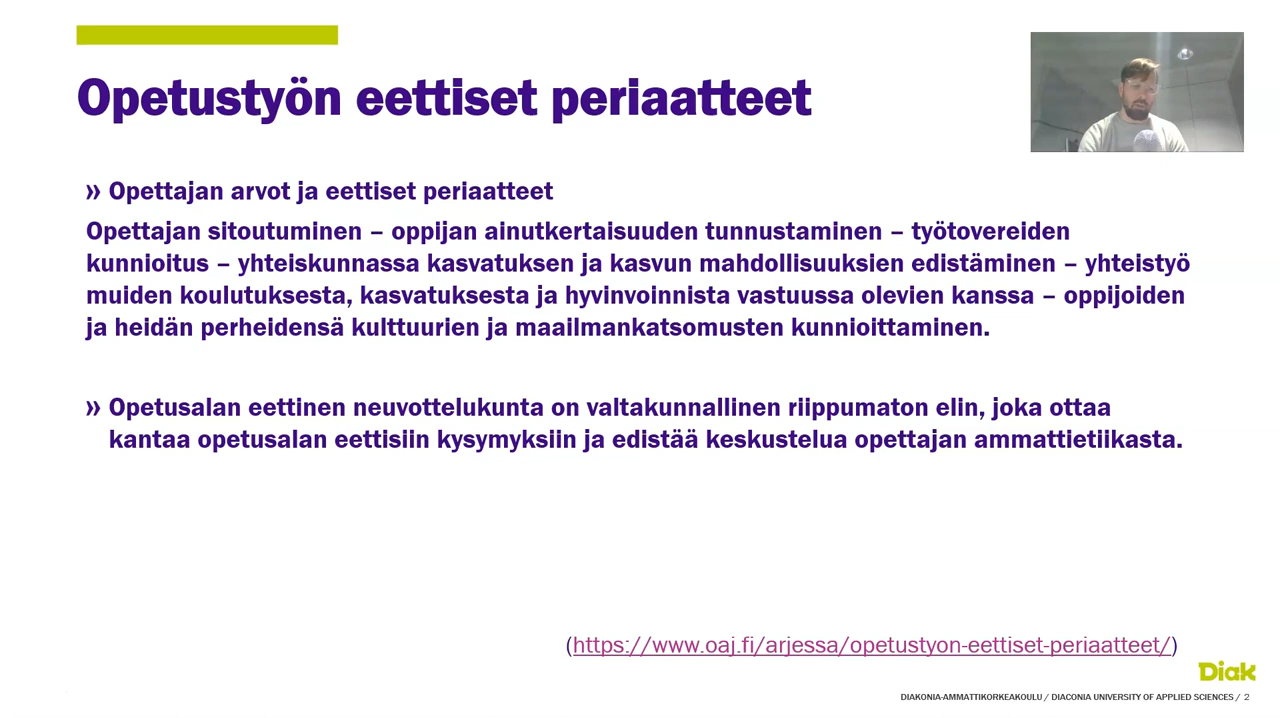 Opetustyön eettiset periaatteet
» Opettajan arvot ja eettiset periaatteet
Opettajan sitoutuminen – oppijan ainutkertaisuuden tunnustaminen – työtovereiden
kunnioitus – yhteiskunnassa kasvatuksen ja kasvun mahdollisuuksien edistäminen – yhteistyö
muiden koulutuksesta, kasvatuksesta ja hyvinvoinnista vastuussa olevien kanssa – oppijoiden
ja heidän perheidensä kulttuurien ja maailmankatsomusten kunnioittaminen.
» Opetusalan eettinen neuvottelukunta on valtakunnallinen riippumaton elin, joka ottaa
kantaa opetusalan eettisiin kysymyksiin ja edistää keskustelua opettajan ammattietiikasta.
(https://www.oaj.fi/arjessa/opetustyon-eettiset-periaatteet/)
Diak
DIAKONIA-AMMATTIKORKEAKOULU / DIACONIA UNIVERSITY OF APPLIED SCIENCES / 2